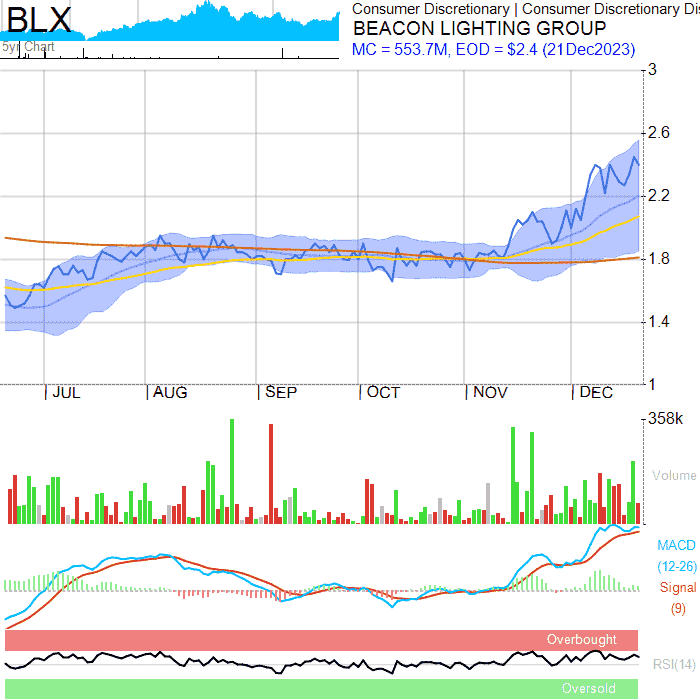 BLX
5yr Chart
Consumer Discretionary | Consumer Discretionary Dis
BEACON LIGHTING GROUP
MC = 553.7M, EOD = $2.4 (21Dec2023)
3
2.6
2.2
1.8
1.4
1
| JUL | AUG | SEP | OCT | NOV | DEC
358k
Volume
MACD
(12-26)
Signal
(9)
Overbought
RSI(14)
Oversold